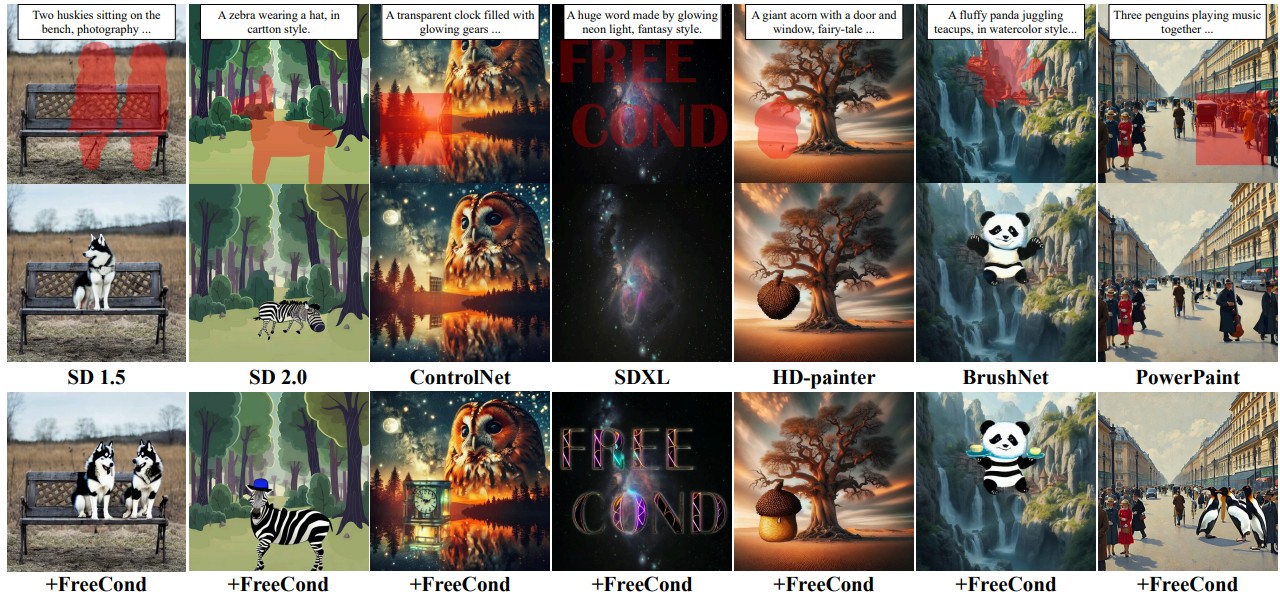 Two huskies sitting on the
bench, photography ...
A zebra wearing a hat, in
cartton style.
A transparent clock filled with
glowing gears ...
A huge word made by glowing
neon light, fantasy style.
A giant acorn with a door and
window, fairy-tale ...
A fluffy panda juggling
teacups, in watercolor style...
Three penguins playing music
together ...
FREE
COND
SD 1.5
SD 2.0
ControlNet
SDXL
HD-painter
BrushNet
PowerPaint
FREE
COND
+FreeCond
+FreeCond
+FreeCond
+FreeCond
+FreeCond
+FreeCond
+FreeCond